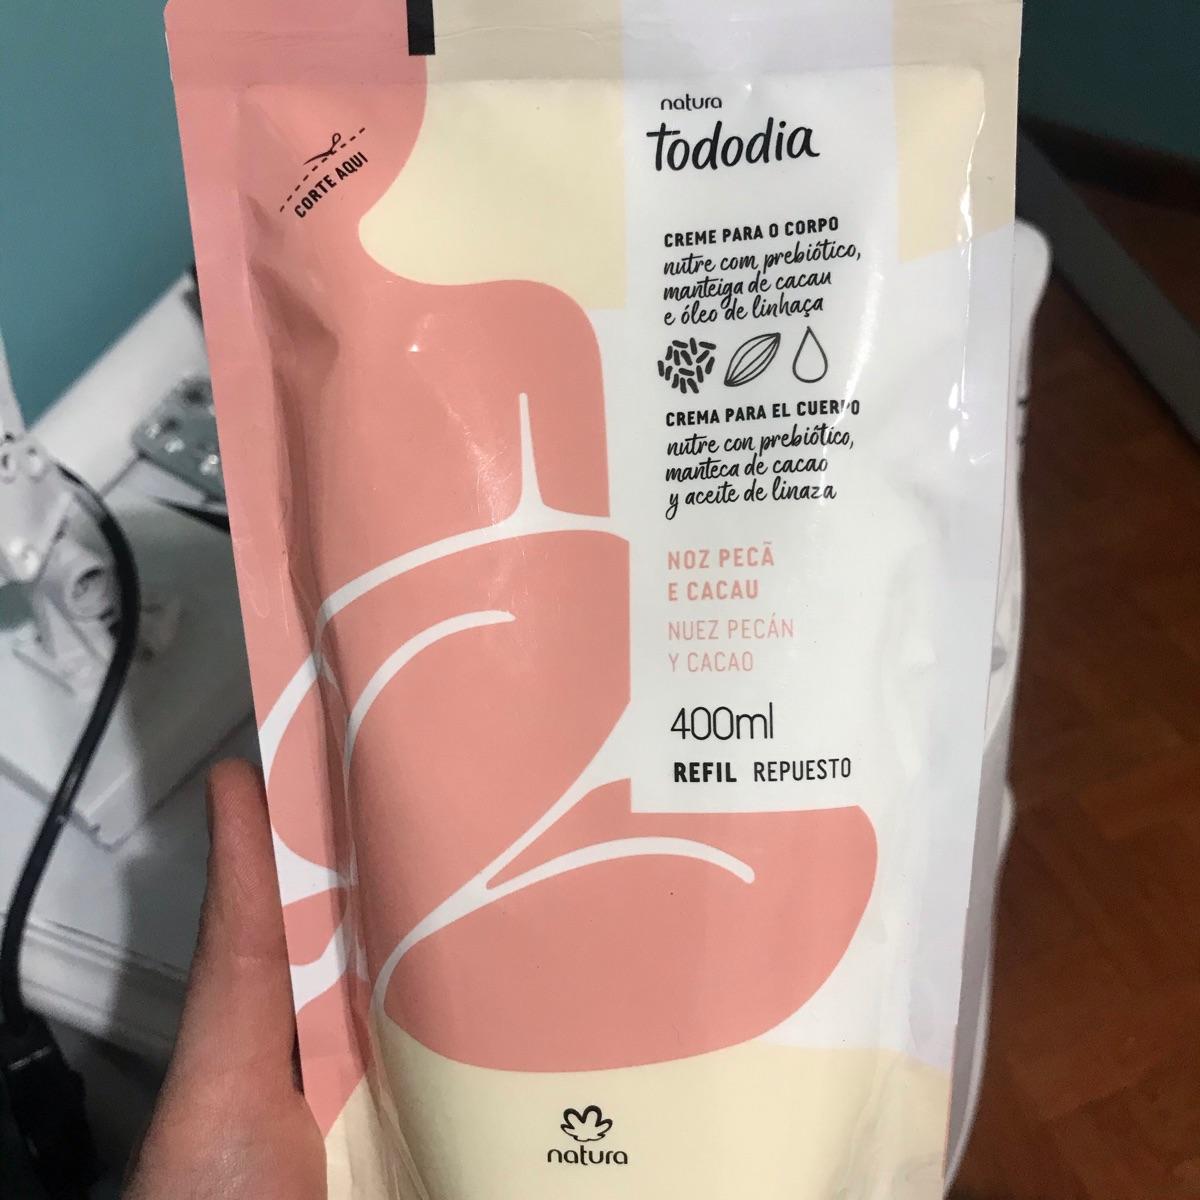 natura
tododia
CORTE AQUI
CREME PARA O CORPO
nutre com prebiótico,
manteiga de cacau
e óleo de linhaça
CREMA PARA EL CUERPO
nutre con prebiótico,
manteca de cacao
y aceite de linaza
NOZ PECÃ
E CACAU
NUEZ PECÁN
Y CACAO
400ml
REFIL REPUESTO
natura